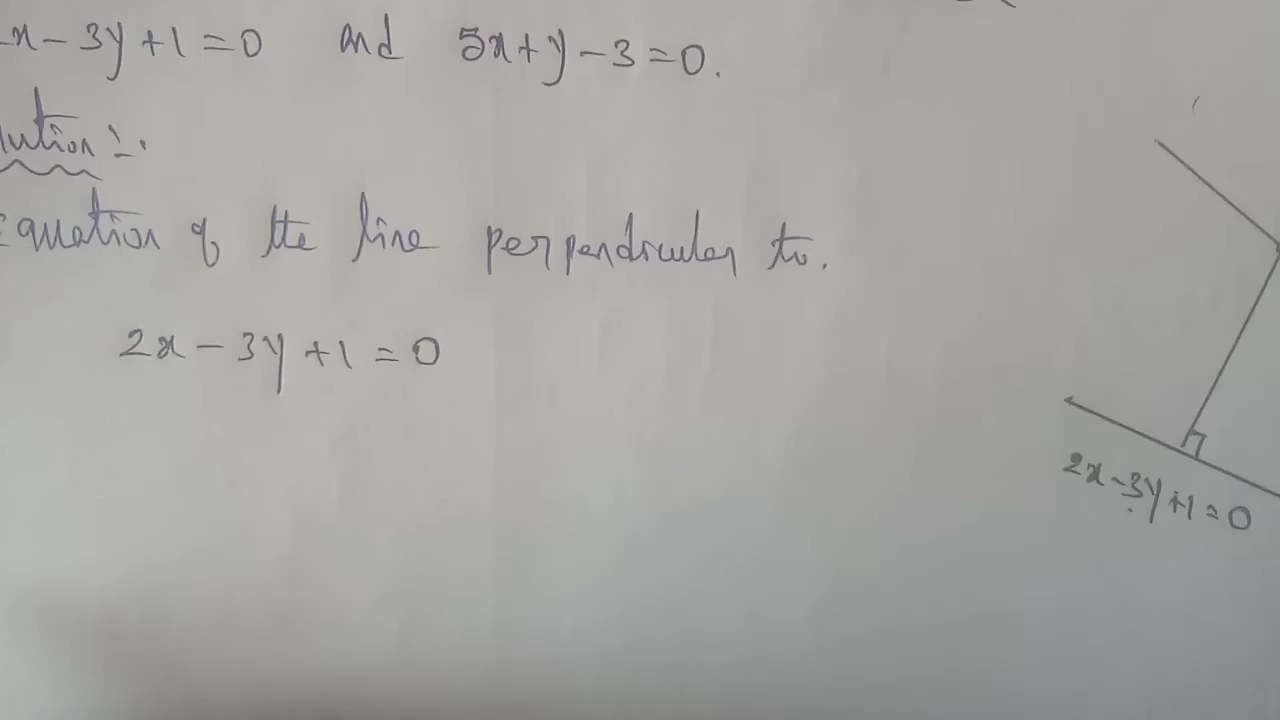 x - 3y + 1 = 0 and 5x + y - 3 = 0.
lution :-
Equation of the line perpendicular to.
2x - 3y + 1 = 0
2x - 3y + 1 = 0